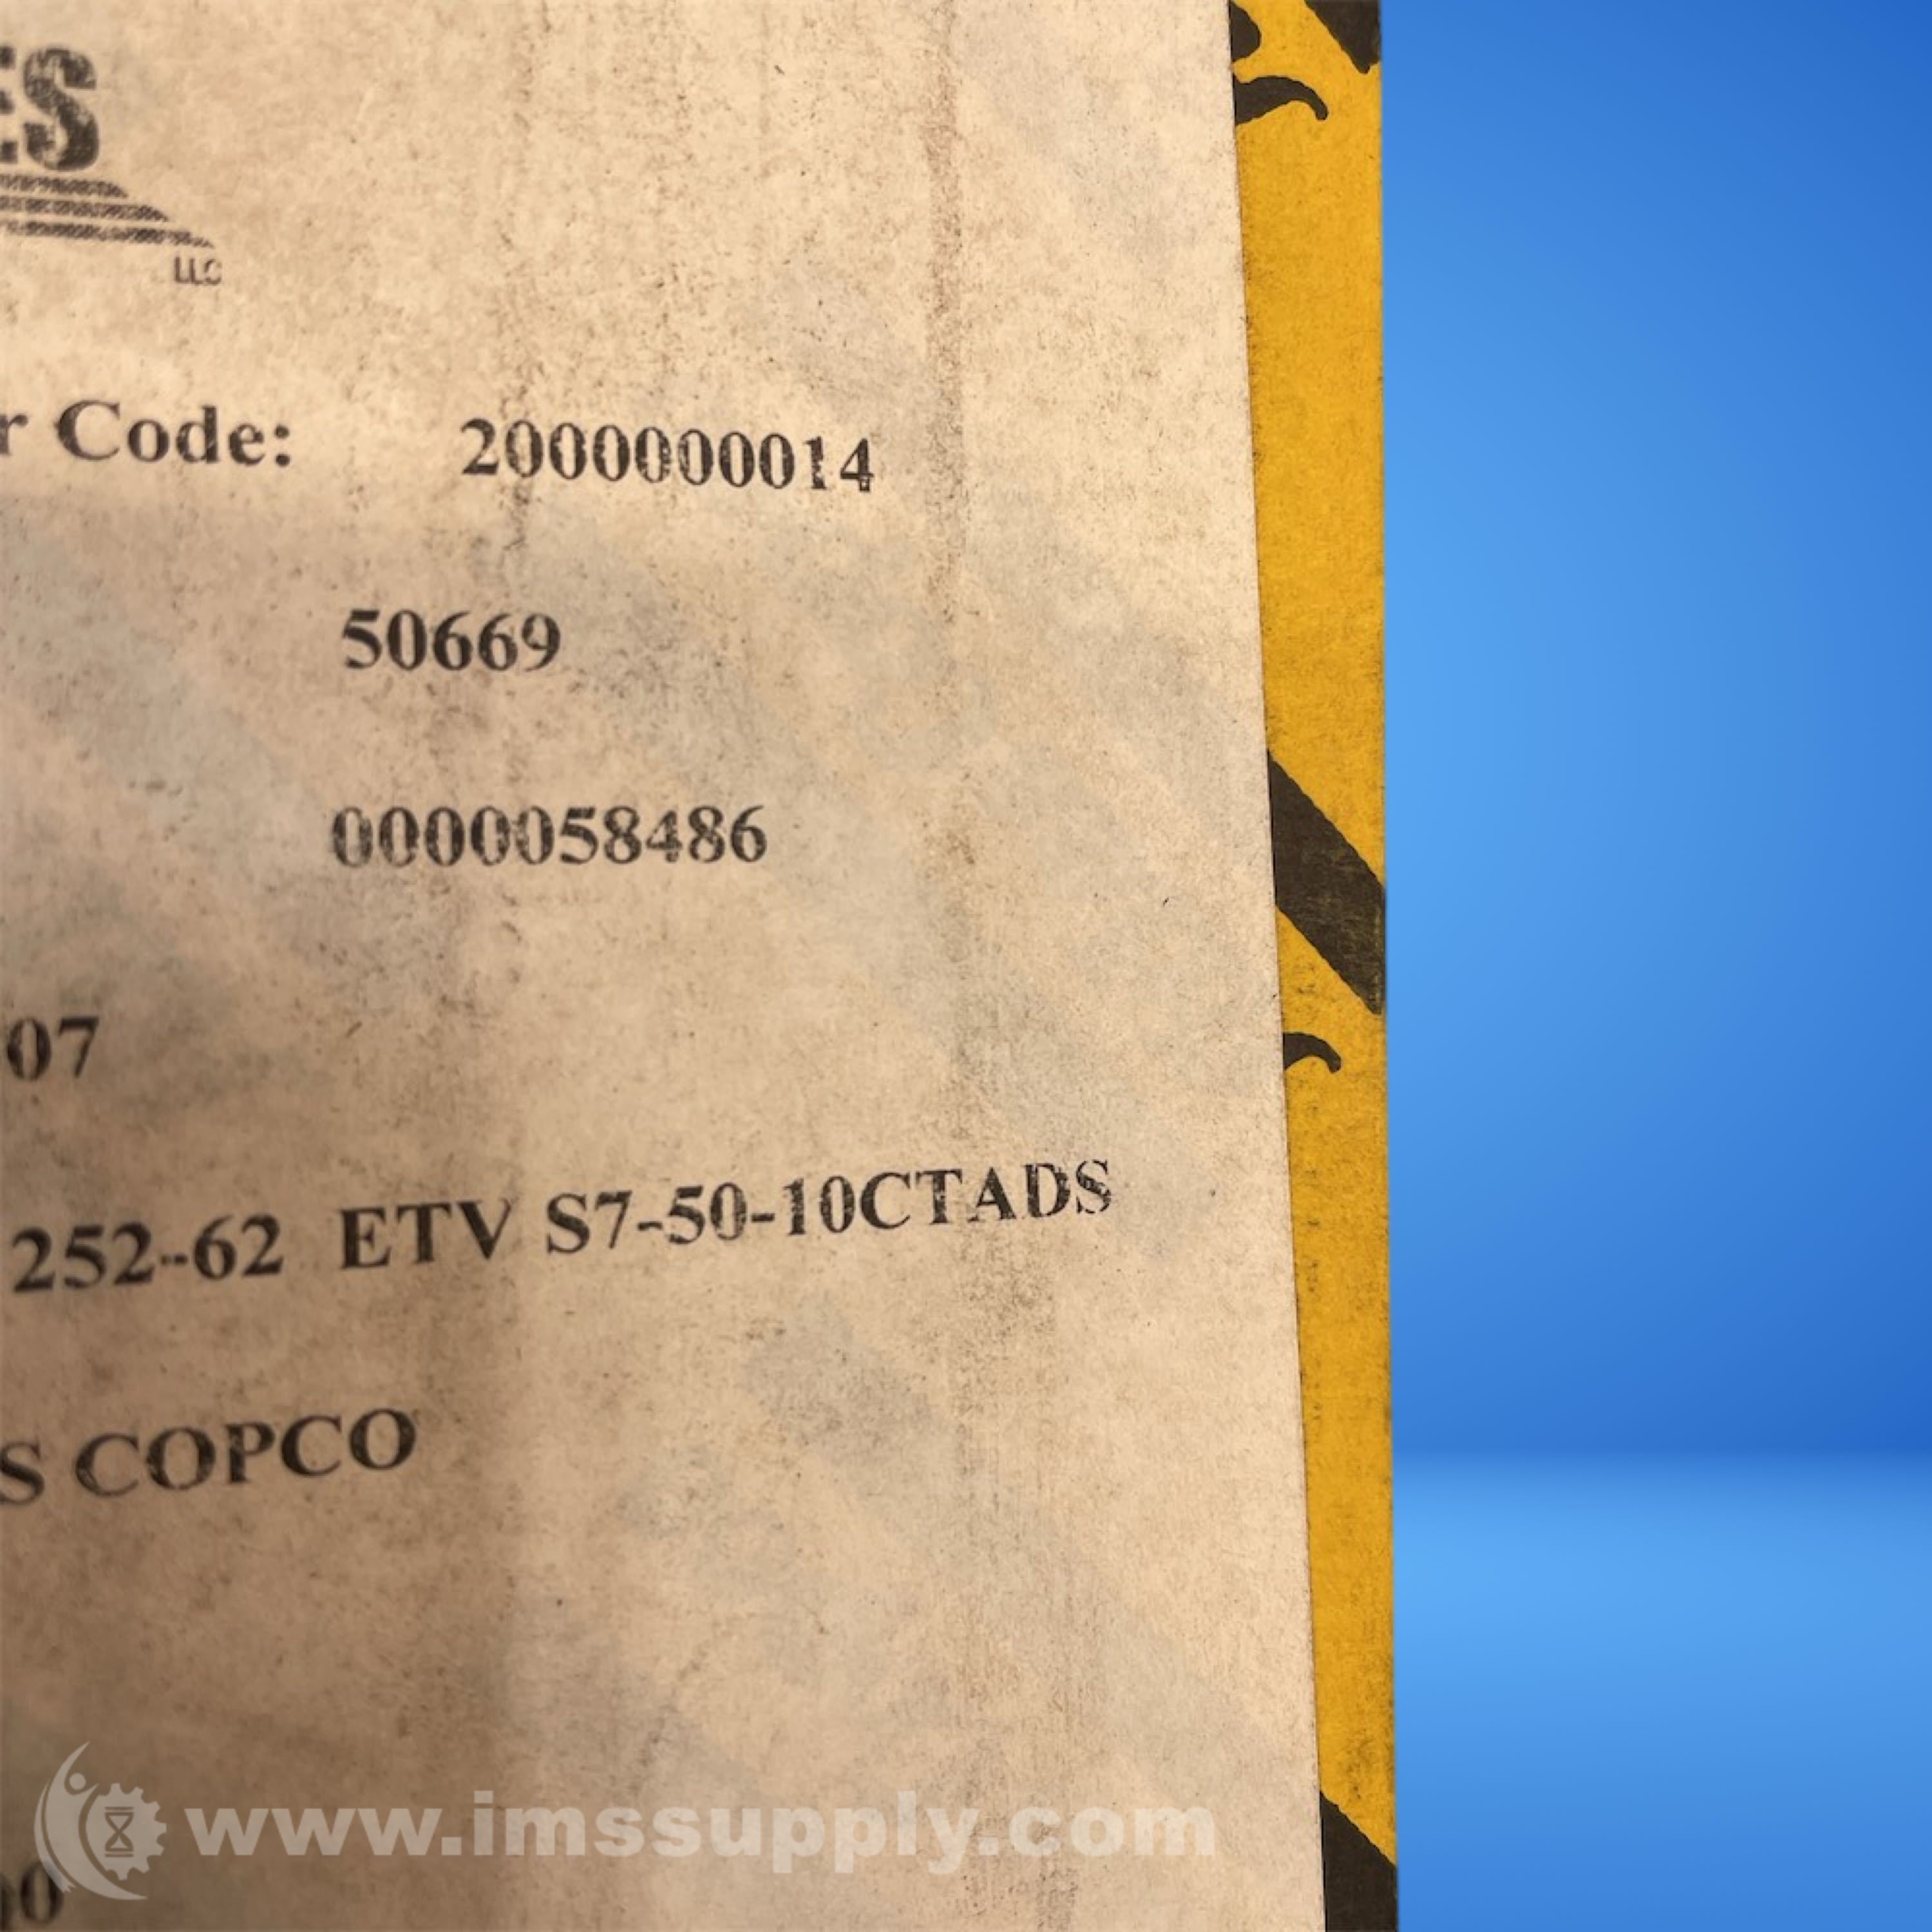 ES
LLC
r Code: 2000000014
50669
0000058486
07
252-62 ETV S7-50-10CTADS
S COPCO
www.imssupply.com